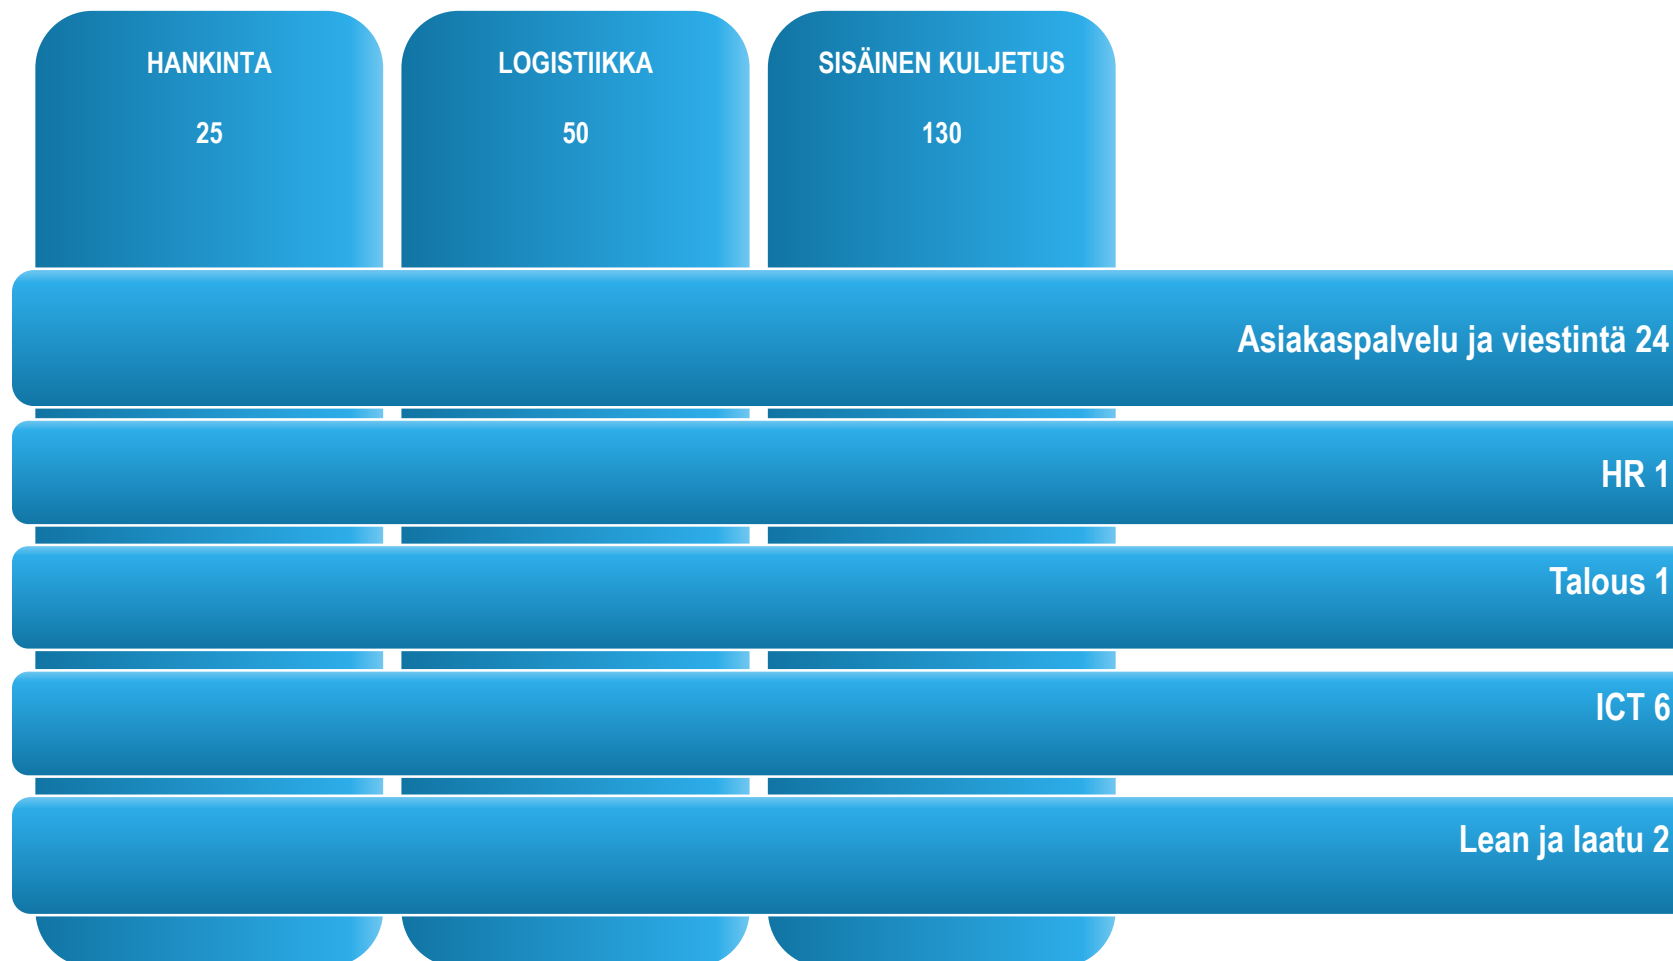 HANKINTA
25
LOGISTIIKKA
50
SISÄINEN KULJETUS
130
Asiakaspalvelu ja viestintä 24
HR 1
Talous 1
ICT 6
Lean ja laatu 2